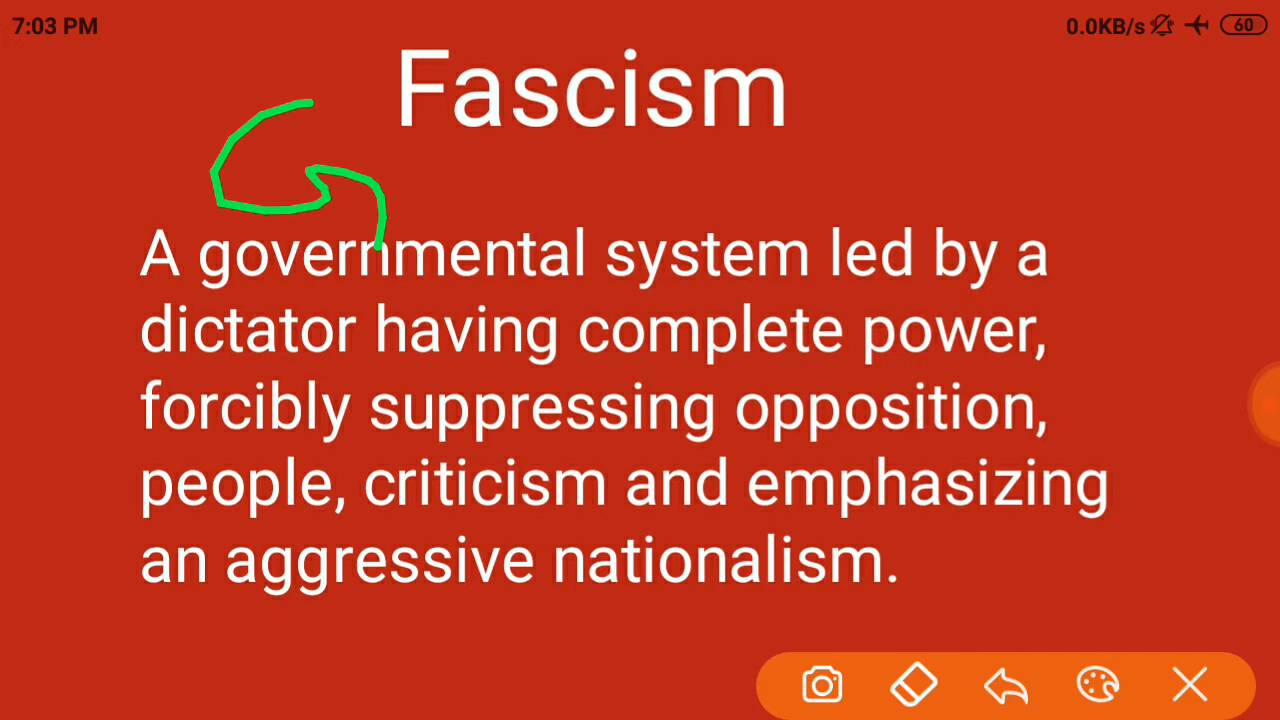 7:03 PM
0.0KB/s
60
Fascism
A governmental system led by a
dictator having complete power,
forcibly suppressing opposition,
people, criticism and emphasizing
an aggressive nationalism.